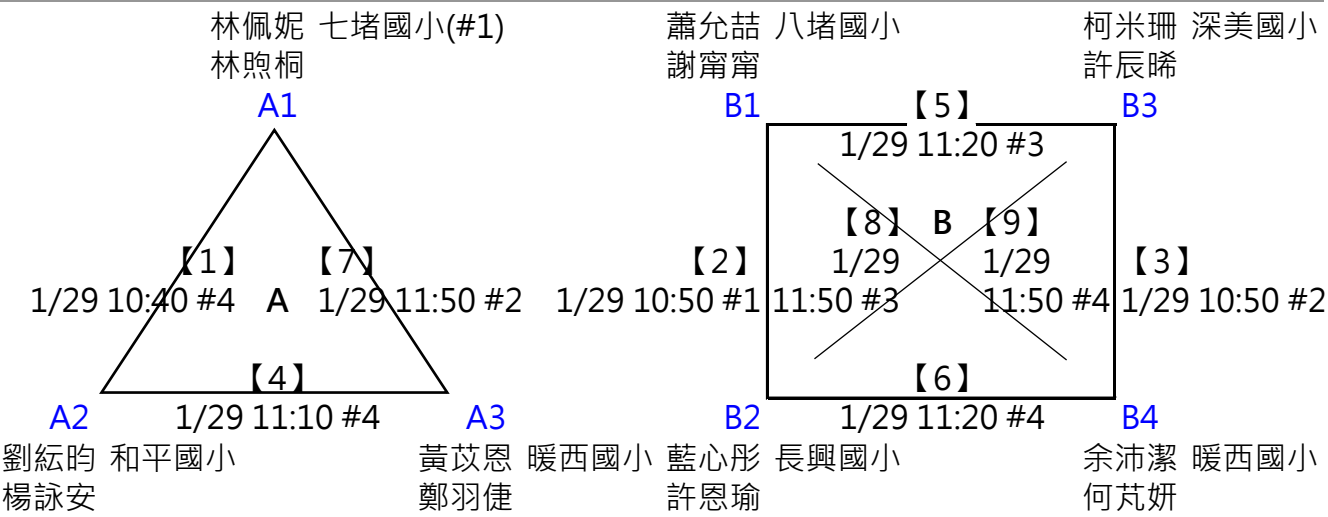 林佩妮 七堵國小(#1)
林煦桐
蕭允喆 八堵國小
謝甯甯
柯米珊 深美國小
許辰晞
A1
B1
【5】
B3
1/29 11:20 #3
【8】 B 【9】
【1】 【7】
【2】
1/29 1/29
【3】
1/29 10:40 #4 A 1/29 11:50 #2
1/29 10:50 #1
11:50 #3 11:50 #4
1/29 10:50 #2
【4】
【6】
A2 1/29 11:10 #4 A3
B2 1/29 11:20 #4 B4
劉紜昀 和平國小
楊詠安
黃苡恩 暖西國小
鄭羽倢
藍心彤 長興國小
許恩瑜
余沛潔 暖西國小
何芃妍